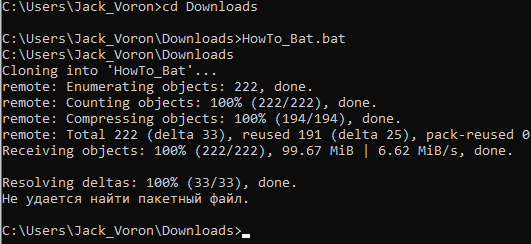 C:\Users\Jack_Voron>cd Downloads
C:\Users\Jack_Voron\Downloads>HowTo_Bat.bat
C:\Users\Jack_Voron\Downloads
Cloning into 'HowTo_Bat'...
remote: Enumerating objects: 222, done.
remote: Counting objects: 100% (222/222), done.
remote: Compressing objects: 100% (194/194), done.
remote: Total 222 (delta 33), reused 191 (delta 25), pack-reused 0
Receiving objects: 100% (222/222), 99.67 MiB | 6.62 MiB/s, done.
Resolving deltas: 100% (33/33), done.
Не удается найти пакетный файл.
C:\Users\Jack_Voron\Downloads>